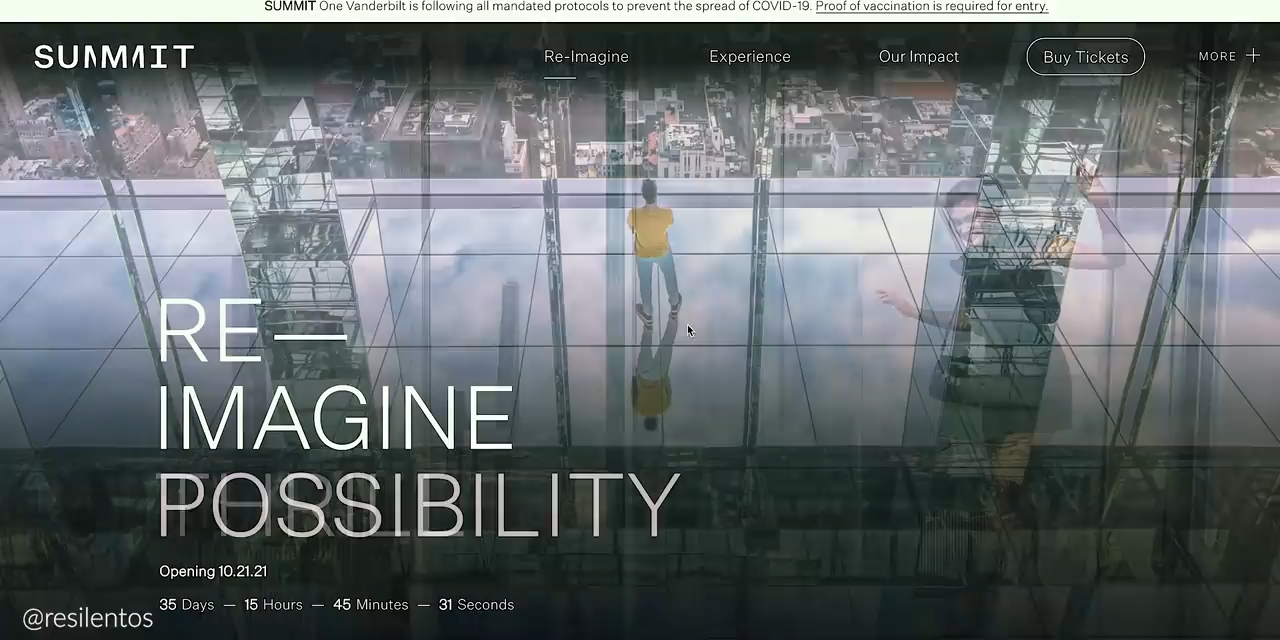 SUMMIT One Vanderbilt is following all mandated protocols to prevent the spread of COVID-19. Proof of vaccination is required for entry.
SUMMIT Re-Imagine Experience Our Impact Buy Tickets MORE +
RE—
IMAGINE
POSSIBILITY
THRILL
Opening 10.21.21
35 Days — 15 Hours — 45 Minutes — 31 Seconds
@resilentos